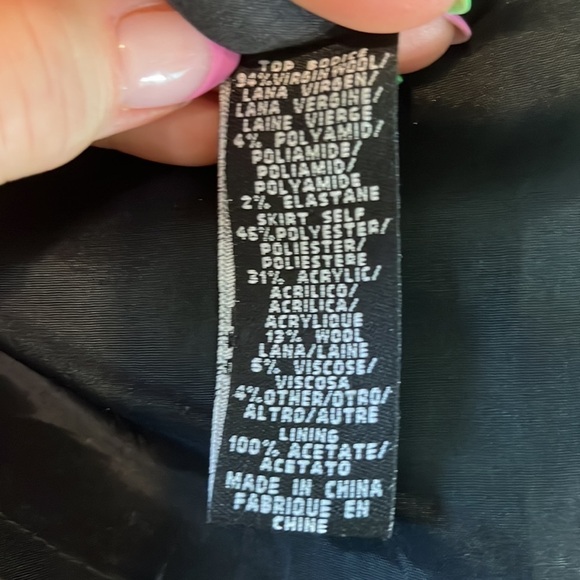 TOP BODICE
94% VIRGIN WOOL/
LANA VIRGEN/
LANA VERGINE/
LAINE VIERGE
4% POLYAMID/
POLIAMIDE/
POLIAMID/
POLYAMIDE
2% ELASTANE
SKIRT SELF
46%POLYESTER/
POLIESTER/
POLIESTERE
31% ACRYLIC/
ACRILICO/
ACRILICA/
ACRYLIQUE
13% WOOL
LANA/LAINE
6% VISCOSE/
VISCOSA
4%OTHER/OTRO/
ALTRO/AUTRE
LINING
100% ACETATE/
ACETATO
MADE IN CHINA
FABRIQUE EN
CHINE